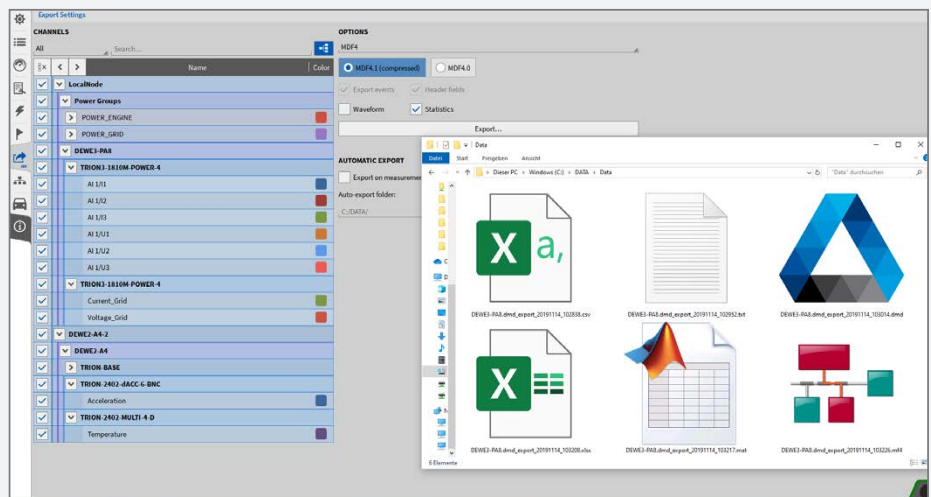 Export Settings
CHANNELS
All
Search...
Name
Color
LocalNode
Power Groups
POWER_ENGINE
POWER_GRID
DEWE3-PA8
TRION3-1810M-POWER-4
AI 1/I1
AI 1/I2
AI 1/I3
AI 1/U1
AI 1/U2
AI 1/U3
TRION3-1810M-POWER-4
Current_Grid
Voltage_Grid
DEWE2-A4-2
DEWE2-A4
TRION-BASE
TRION-2402-dACC-6-BNC
Acceleration
TRION-2402-MULTI-4-D
Temperature
OPTIONS
MDF4
MDF4.1 (compressed)
MDF4.0
Export events
Header fields
Waveform
Statistics
Export...
AUTOMATIC EXPORT
Export on measuremen
Auto-export folder:
C:/DATA/
Data
Datei
Start
Freigeben
Ansicht
Dieser PC > Windows (C:) > DATA > Data
"Data" durchsuchen
X a,
DEWE3-PA8.dmd_export_20191114_102838.csv
DEWE3-PA8.dmd_export_20191114_102952.txt
DEWE3-PA8.dmd_export_20191114_103014.dmd
X
DEWE3-PA8.dmd_export_20191114_103208.xlsx
DEWE3-PA8.dmd_export_20191114_103217.mat
DEWE3-PA8.dmd_export_20191114_103226.mf4
6 Elemente